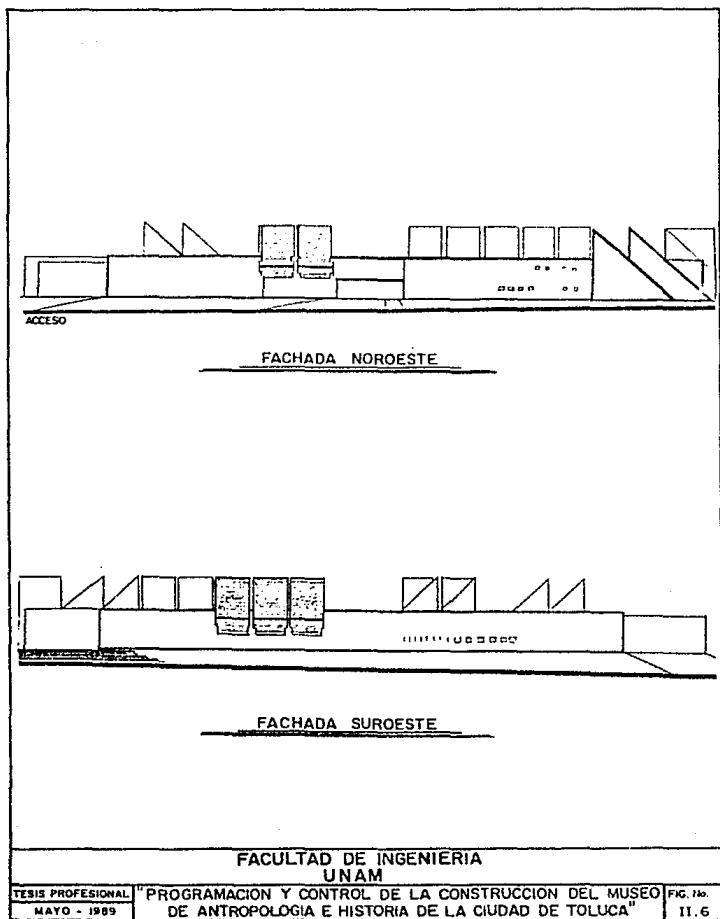 ACCESO
FACHADA NOROESTE
FACHADA SUROESTE
FACULTAD DE INGENIERIA
UNAM
TESIS PROFESIONAL
MAYO - 1989
"PROGRAMACION Y CONTROL DE LA CONSTRUCCION DEL MUSEO
DE ANTROPOLOGIA E HISTORIA DE LA CIUDAD DE TOLUCA"
FIG. No.
II.6